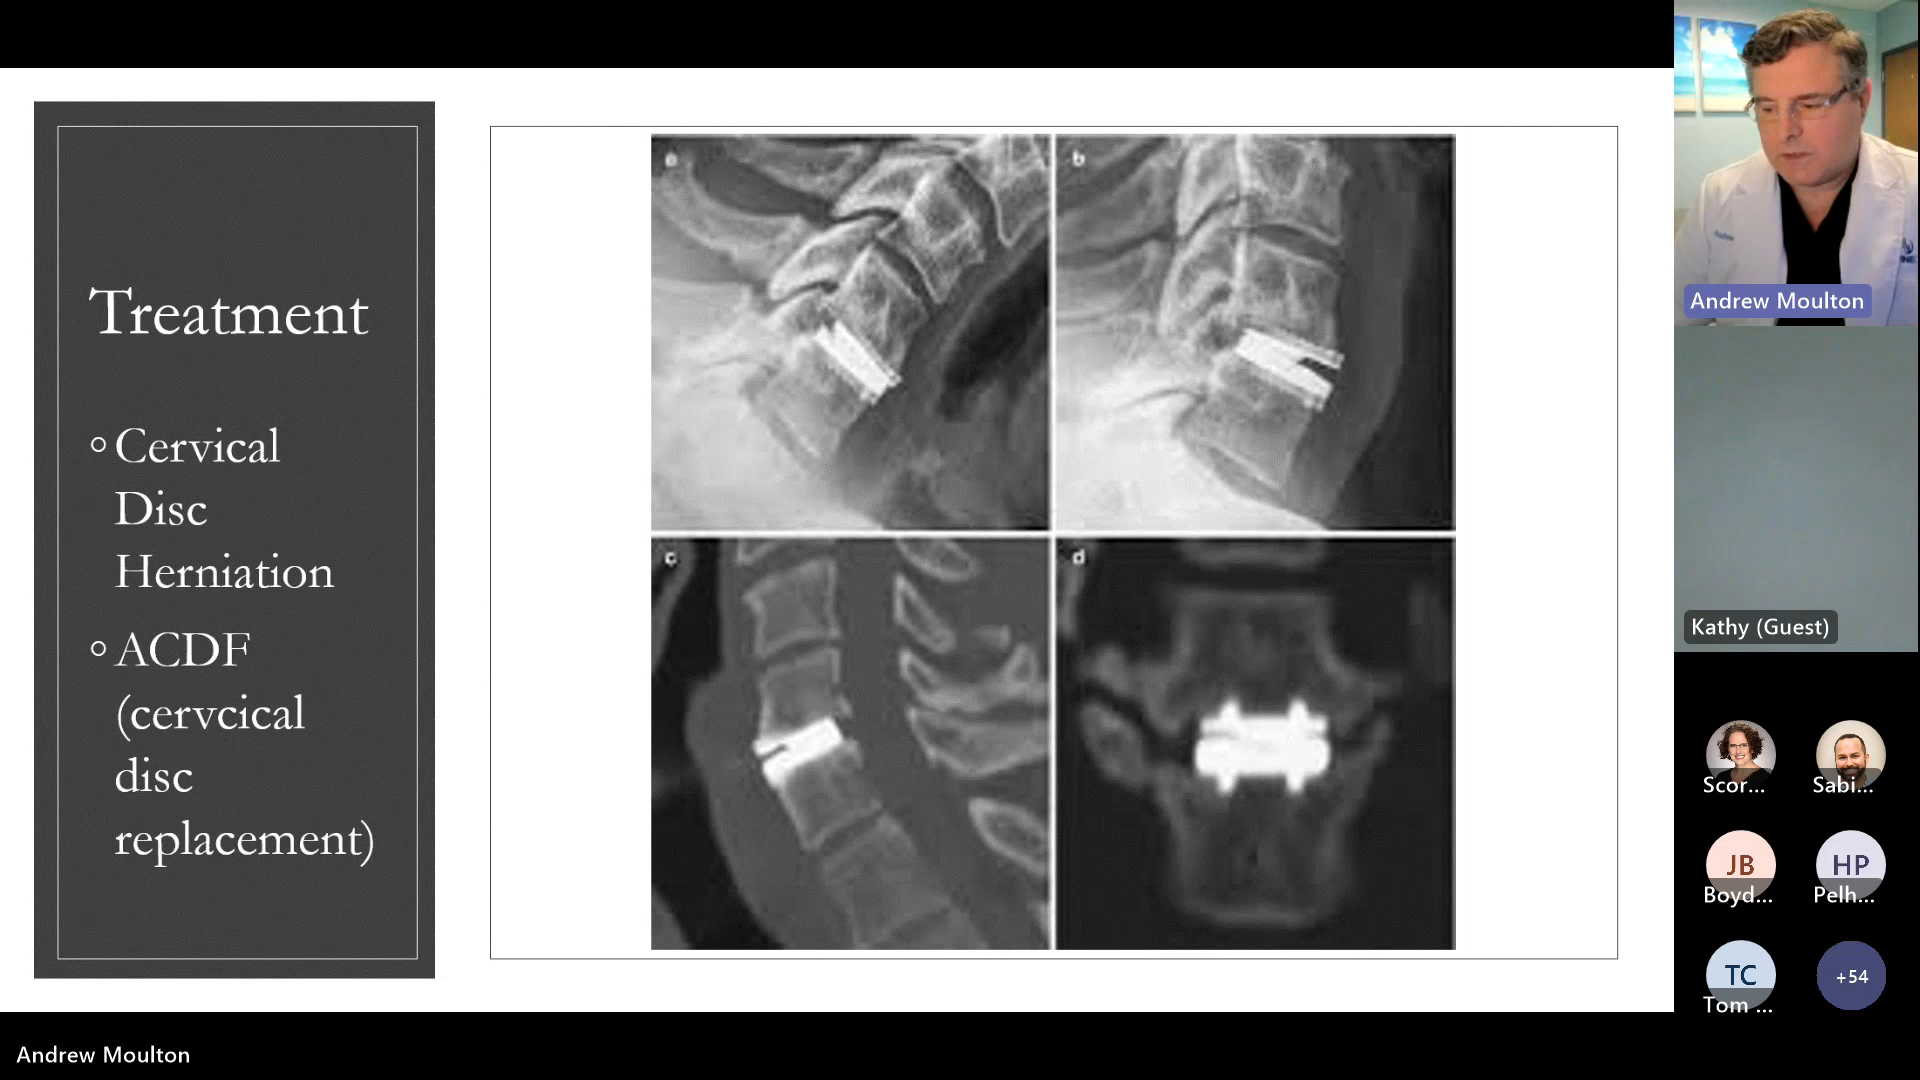 Treatment
Cervical
Disc
Herniation
ACDF
(cervcical
disc
replacement)
a
b
c
d
Andrew Moulton
Kathy (Guest)
Scor...
Sabi...
JB
Boyd...
HP
Pelh...
TC
Tom ...
+54
Andrew Moulton